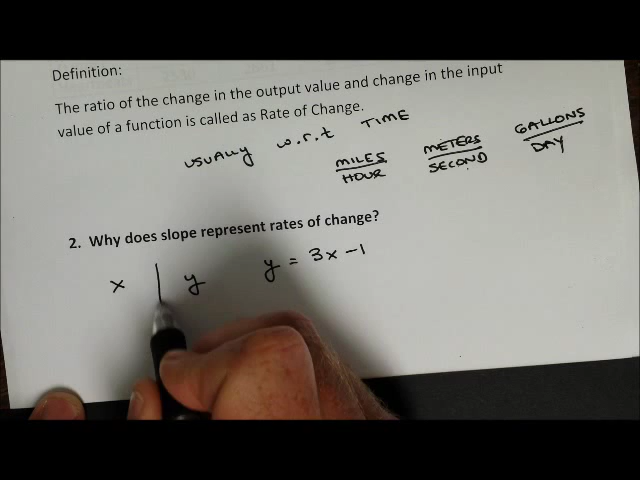 Definition:
The ratio of the change in the output value and change in the input
value of a function is called as Rate of Change.
USUALLY w.r.t TIME
MILES METERS GALLONS
HOUR SECOND DAY
2. Why does slope represent rates of change?
x | y y = 3x - 1